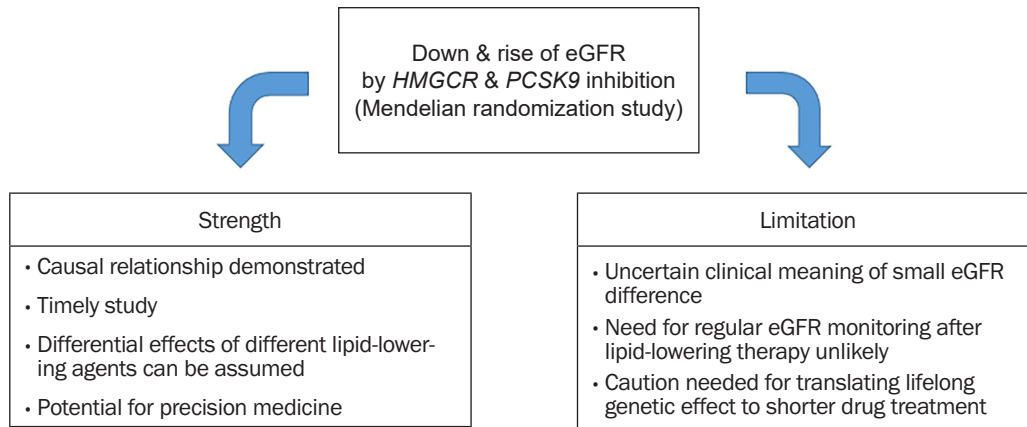 Down & rise of eGFR
by HMGCR & PCSK9 inhibition
(Mendelian randomization study)
Strength
• Causal relationship demonstrated
• Timely study
• Differential effects of different lipid-lower-
ing agents can be assumed
• Potential for precision medicine
Limitation
• Uncertain clinical meaning of small eGFR
difference
• Need for regular eGFR monitoring after
lipid-lowering therapy unlikely
• Caution needed for translating lifelong
genetic effect to shorter drug treatment